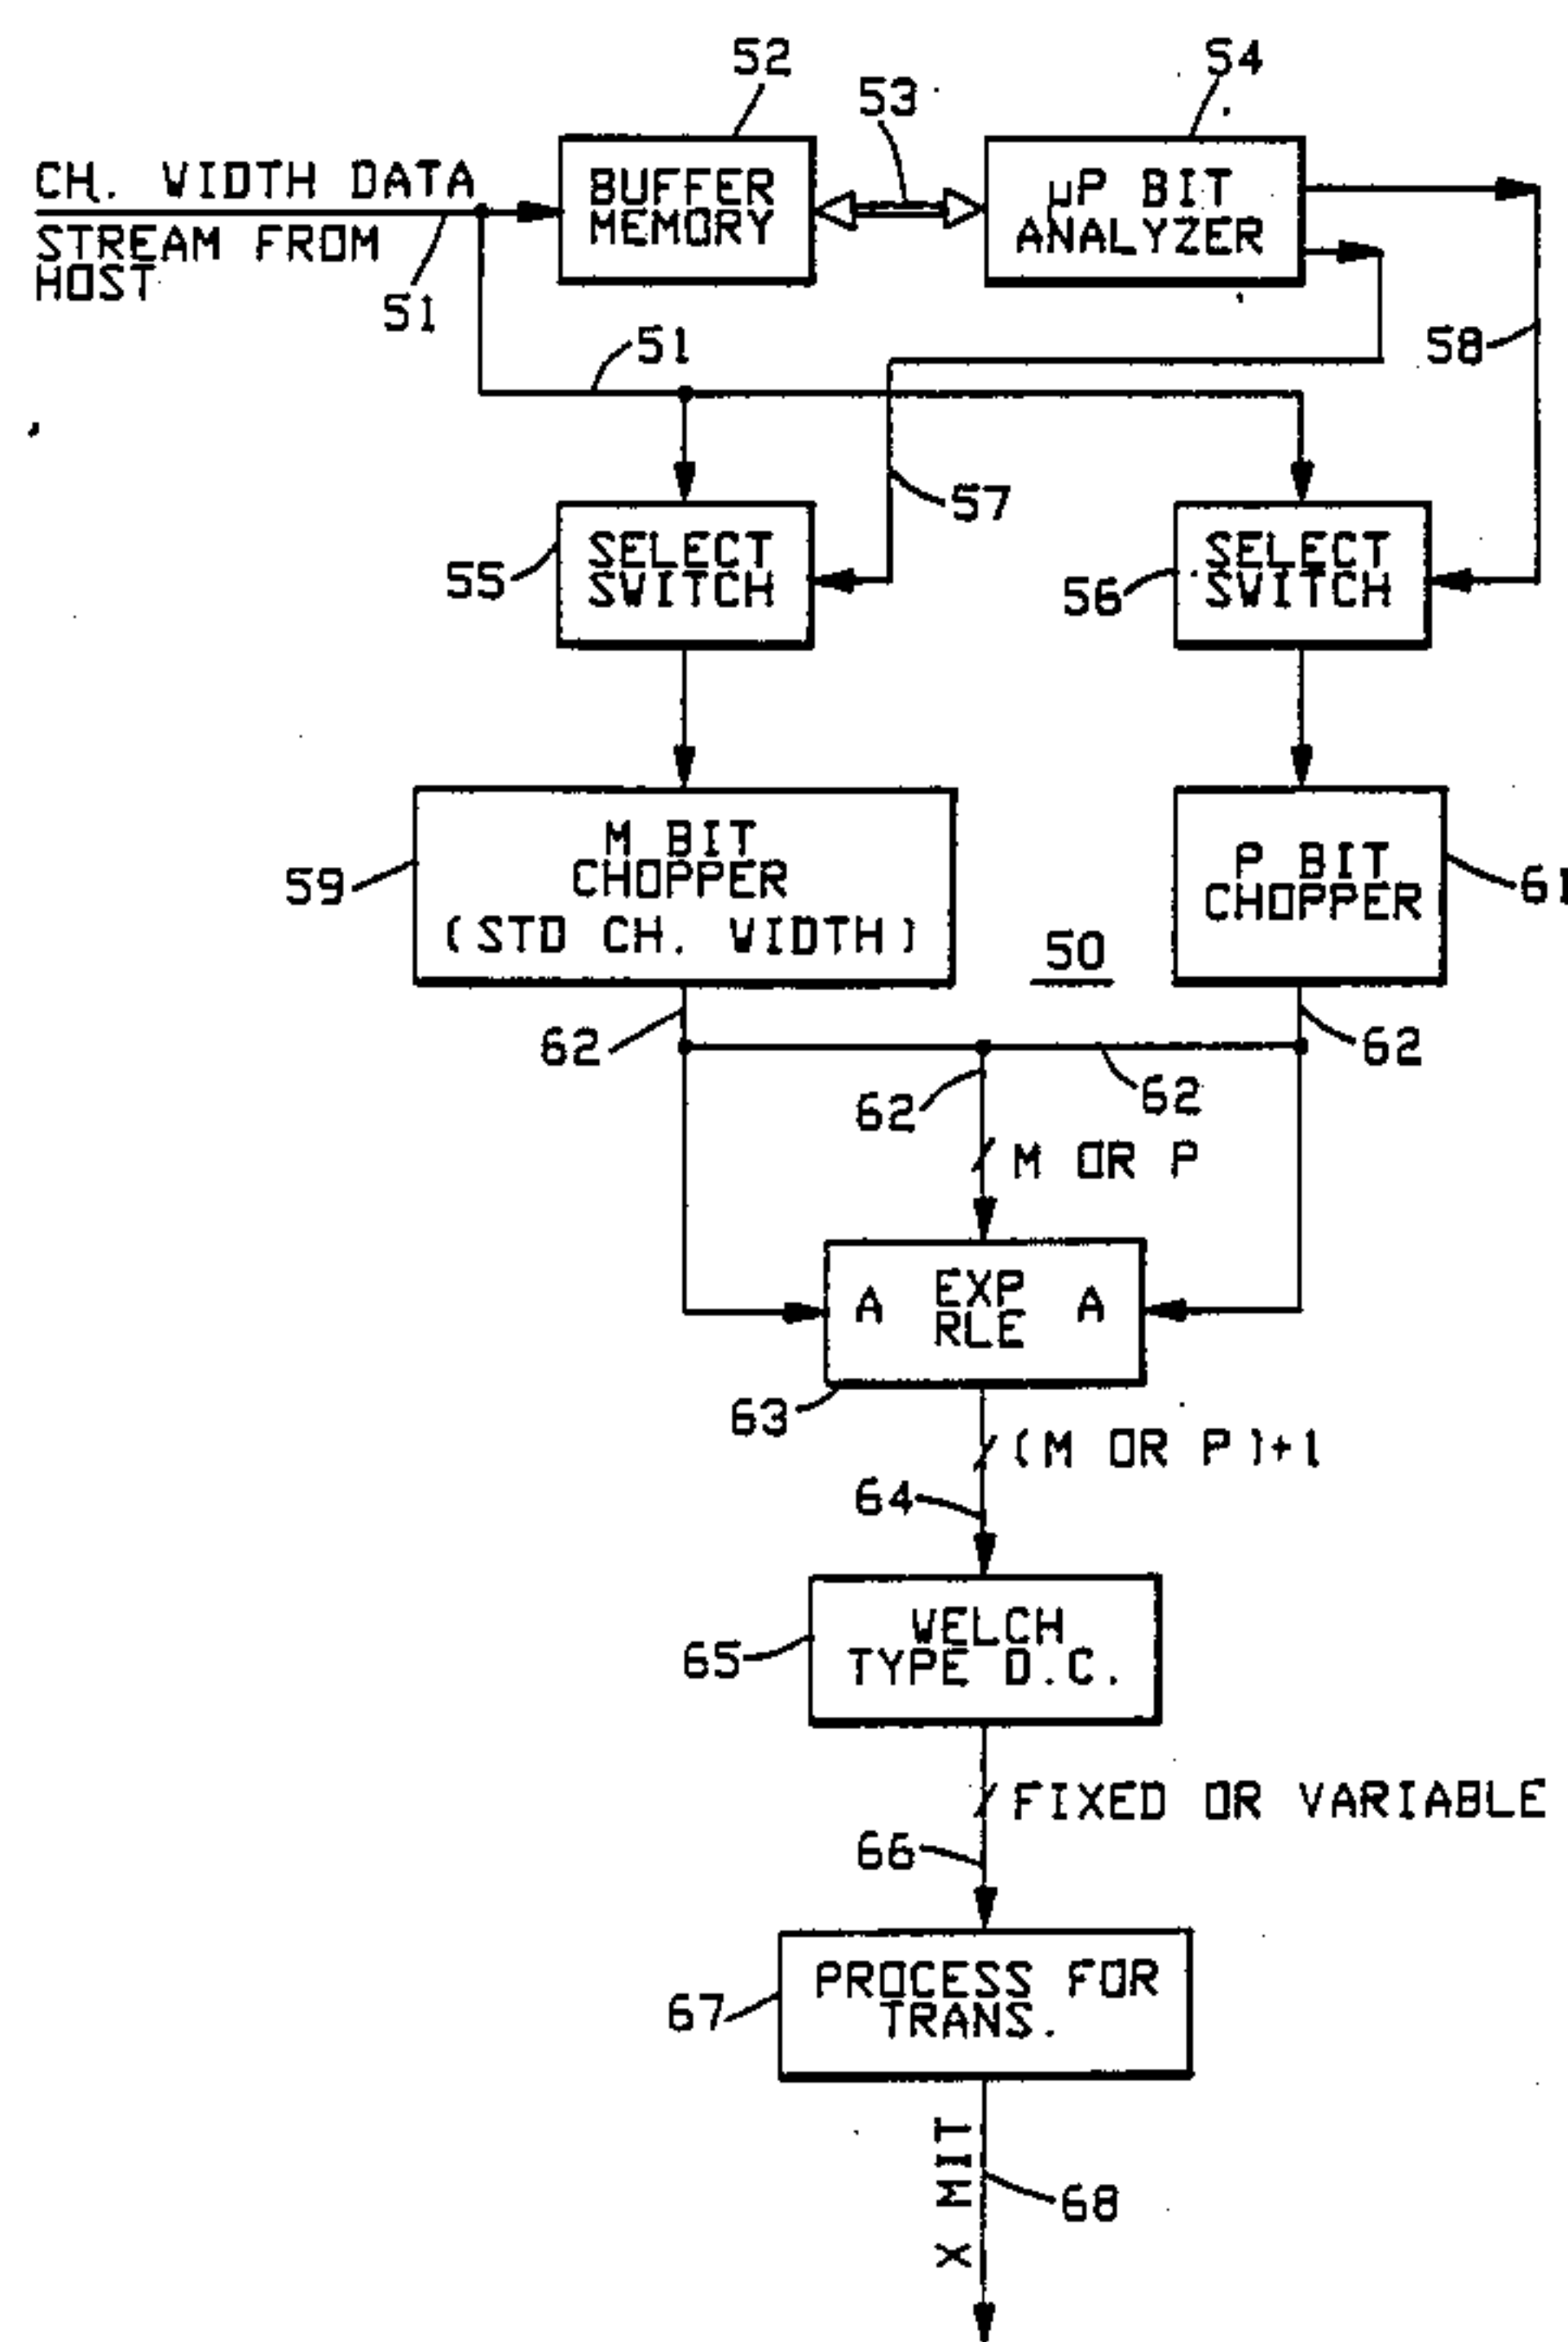 52
54
53
CH. WIDTH DATA
STREAM FROM
HOST
51
BUFFER
MEMORY
µP BIT
ANALYZER
51
58
57
55
SELECT
SWITCH
56
SELECT
SWITCH
59
M BIT
CHOPPER
(STD CH. WIDTH)
P BIT
CHOPPER
61
50
62
62
62
62
M OR P
A EXP A
RLE
63
(M OR P)+1
64
65
WELCH
TYPE D.C.
FIXED OR VARIABLE
66
67
PROCESS FOR
TRANS.
X MIT
68